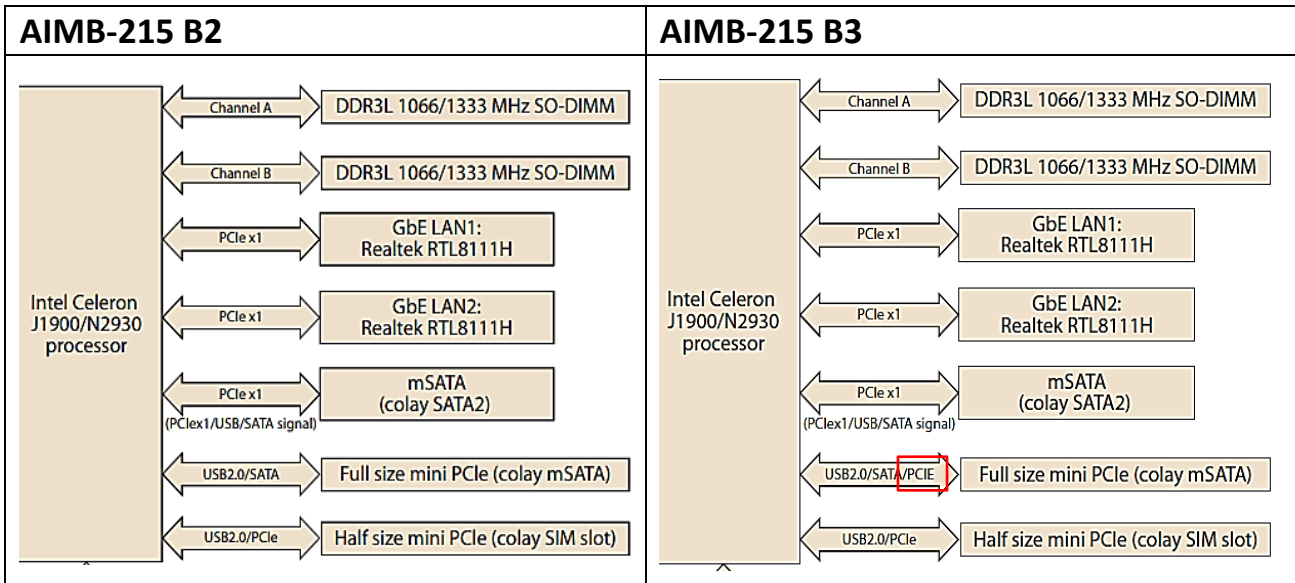 AIMB-215 B2
Intel Celeron
J1900/N2930
processor
Channel A
DDR3L 1066/1333 MHz SO-DIMM
Channel B
DDR3L 1066/1333 MHz SO-DIMM
PCIe x1
GbE LAN1:
Realtek RTL8111H
PCIe x1
GbE LAN2:
Realtek RTL8111H
PCIe x1
mSATA
(colay SATA2)
(PCIex1/USB/SATA signal)
USB2.0/SATA
Full size mini PCIe (colay mSATA)
USB2.0/PCIe
Half size mini PCIe (colay SIM slot)
AIMB-215 B3
Intel Celeron
J1900/N2930
processor
Channel A
DDR3L 1066/1333 MHz SO-DIMM
Channel B
DDR3L 1066/1333 MHz SO-DIMM
PCIe x1
GbE LAN1:
Realtek RTL8111H
PCIe x1
GbE LAN2:
Realtek RTL8111H
PCIe x1
mSATA
(colay SATA2)
(PCIex1/USB/SATA signal)
USB2.0/SATA/PCIE
Full size mini PCIe (colay mSATA)
USB2.0/PCIe
Half size mini PCIe (colay SIM slot)